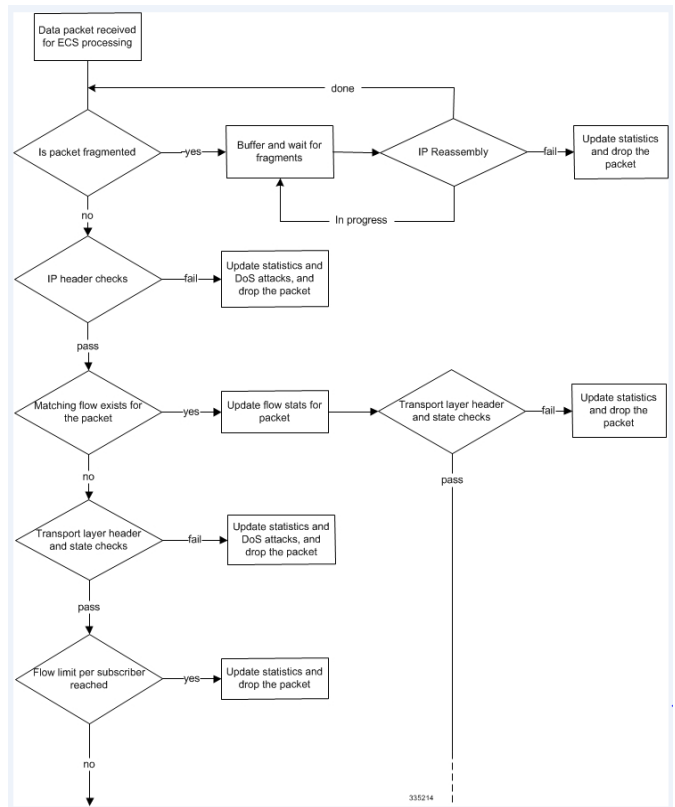 Data packet received
for ECS processing
done
Is packet fragmented
yes
Buffer and wait for
fragments
IP Reassembly
fail
Update statistics
and drop the
packet
In progress
no
IP header checks
fail
Update statistics and
DoS attacks, and
drop the packet
pass
Matching flow exists for
the packet
yes
Update flow stats for
packet
Transport layer header
and state checks
fail
Update statistics
and drop the
packet
no
pass
Transport layer header
and state checks
fail
Update statistics and
DoS attacks, and
drop the packet
pass
Flow limit per subscriber
reached
yes
Update statistics and
drop the packet
no
335214